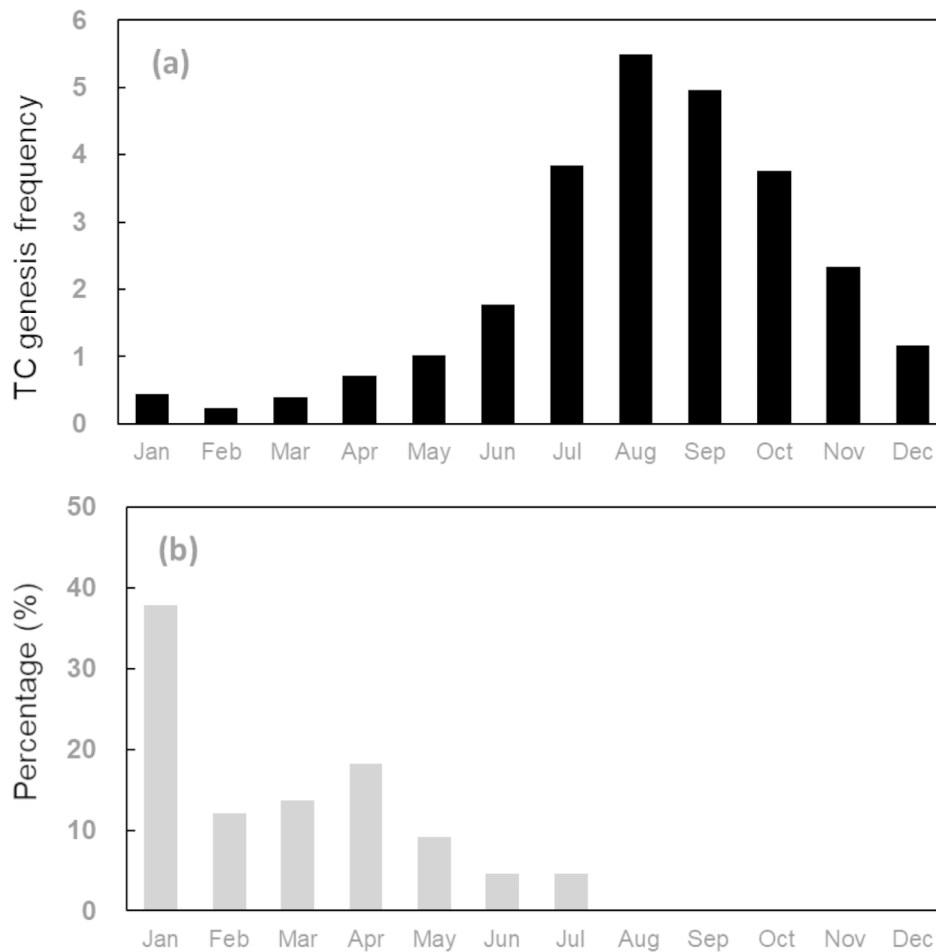 (a)
TC genesis frequency
6
5
4
3
2
1
0
Jan Feb Mar Apr May Jun Jul Aug Sep Oct Nov Dec
(b)
Percentage (%)
50
40
30
20
10
0
Jan Feb Mar Apr May Jun Jul Aug Sep Oct Nov Dec